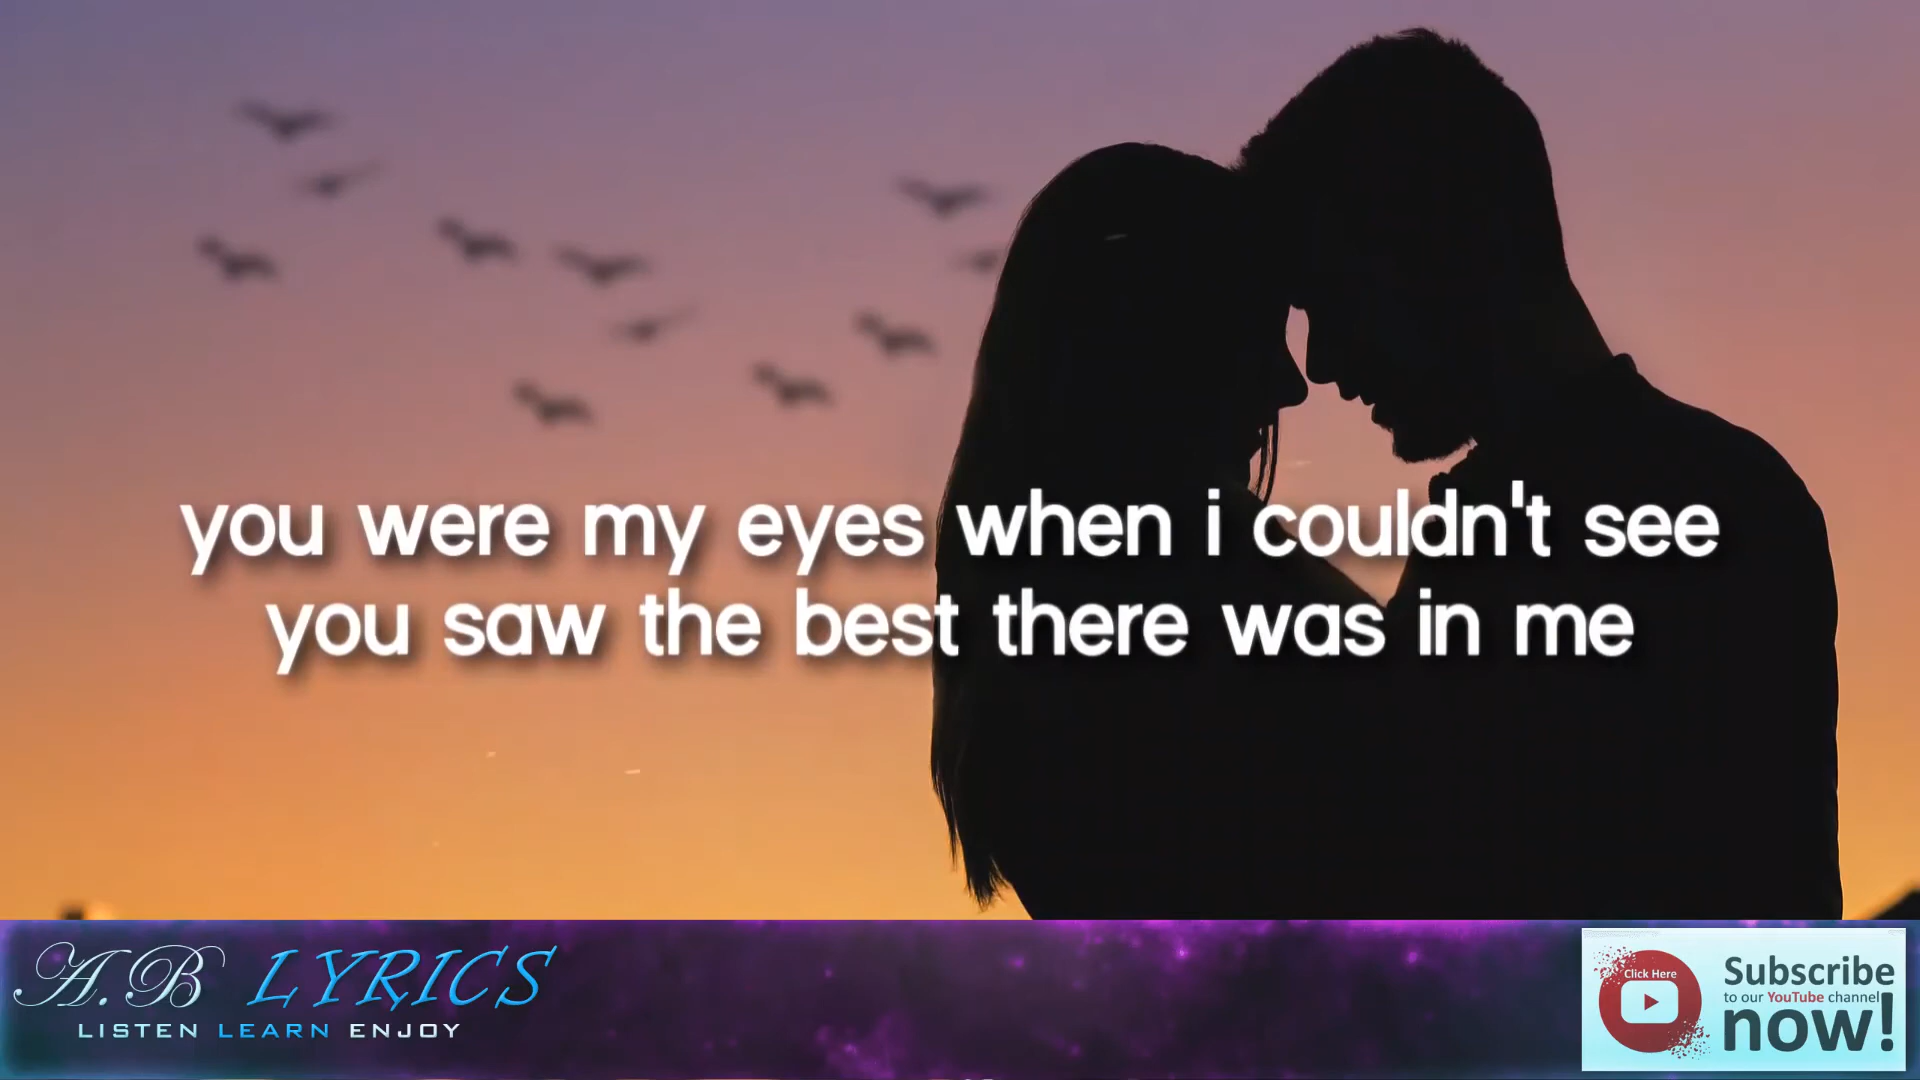 you were my eyes when i couldn't see
you saw the best there was in me
A.B LYRICS
LISTEN LEARN ENJOY
Click Here
Subscribe
to our YouTube channel
now!